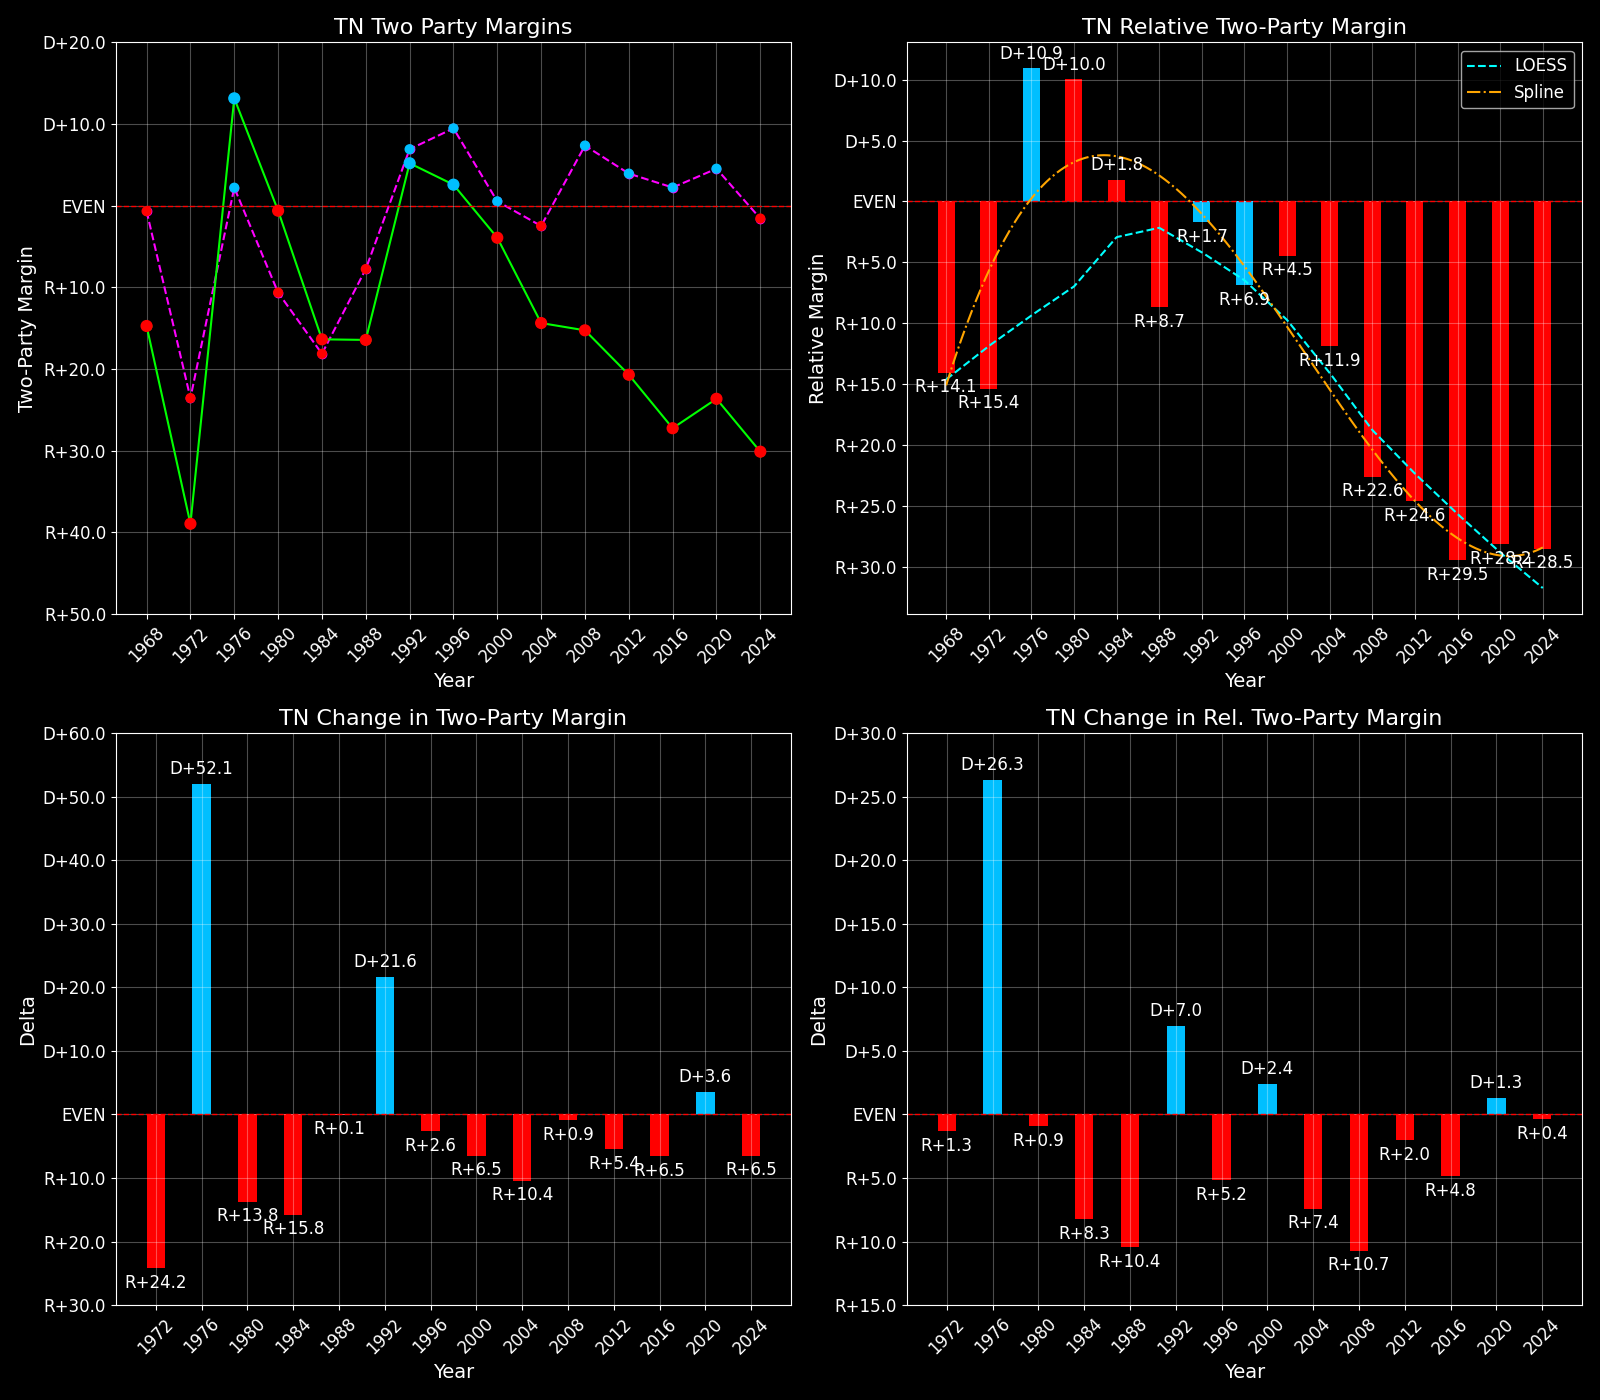 TN Two Party Margins
D+20.0
D+10.0
EVEN
R+10.0
R+20.0
R+30.0
R+40.0
R+50.0
Two-Party Margin
1968
1972
1976
1980
1984
1988
1992
1996
2000
2004
2008
2012
2016
2020
2024
Year
TN Relative Two-Party Margin
LOESS
Spline
D+10.0
D+5.0
EVEN
R+5.0
R+10.0
R+15.0
R+20.0
R+25.0
R+30.0
Relative Margin
R+14.1
R+15.4
D+10.9
D+10.0
D+1.8
R+8.7
R+1.7
R+6.9
R+4.5
R+11.9
R+22.6
R+24.6
R+29.5
R+28.2
R+28.5
1968
1972
1976
1980
1984
1988
1992
1996
2000
2004
2008
2012
2016
2020
2024
Year
TN Change in Two-Party Margin
D+60.0
D+50.0
D+40.0
D+30.0
D+20.0
D+10.0
EVEN
R+10.0
R+20.0
R+30.0
Delta
R+24.2
D+52.1
R+13.8
R+15.8
R+0.1
D+21.6
R+2.6
R+6.5
R+10.4
R+0.9
R+5.4
R+6.5
D+3.6
R+6.5
1972
1976
1980
1984
1988
1992
1996
2000
2004
2008
2012
2016
2020
2024
Year
TN Change in Rel. Two-Party Margin
D+30.0
D+25.0
D+20.0
D+15.0
D+10.0
D+5.0
EVEN
R+5.0
R+10.0
R+15.0
Delta
R+1.3
D+26.3
R+0.9
R+8.3
R+10.4
D+7.0
R+5.2
D+2.4
R+7.4
R+10.7
R+2.0
R+4.8
D+1.3
R+0.4
1972
1976
1980
1984
1988
1992
1996
2000
2004
2008
2012
2016
2020
2024
Year